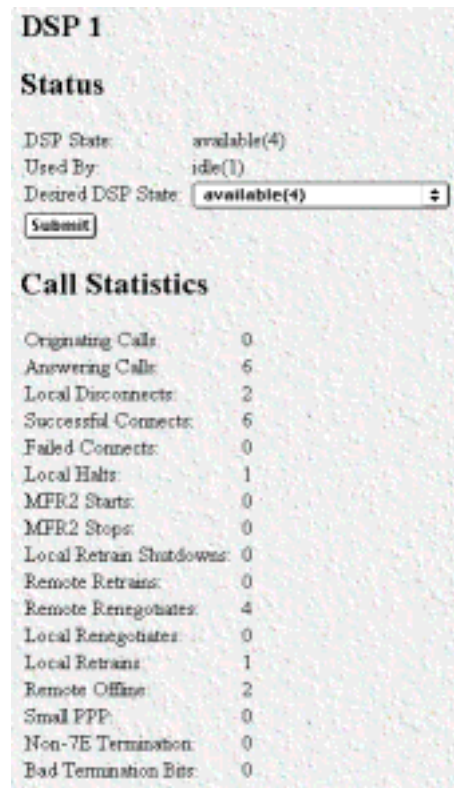 DSP 1
Status
DSP State: available(4)
Used By: idle(1)
Desired DSP State: available(4)
Submit
Call Statistics
Originating Calls: 0
Answering Calls: 6
Local Disconnects: 2
Successful Connects: 6
Failed Connects: 0
Local Halts: 1
MFR2 Starts: 0
MFR2 Stops: 0
Local Retrain Shutdowns: 0
Remote Retrains: 0
Remote Renegotiates: 4
Local Renegotiates: 0
Local Retrains: 1
Remote Offline: 2
Small PPP: 0
Non-7E Termination: 0
Bad Termination Bits: 0